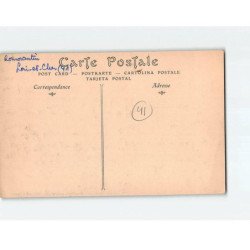 Romorantin
Loir-et-Cher
Carte Postale
POST CARD — POSTKARTE — CARTOLINA POSTALE
TARJETA POSTAL
Correspondance
Adresse
41